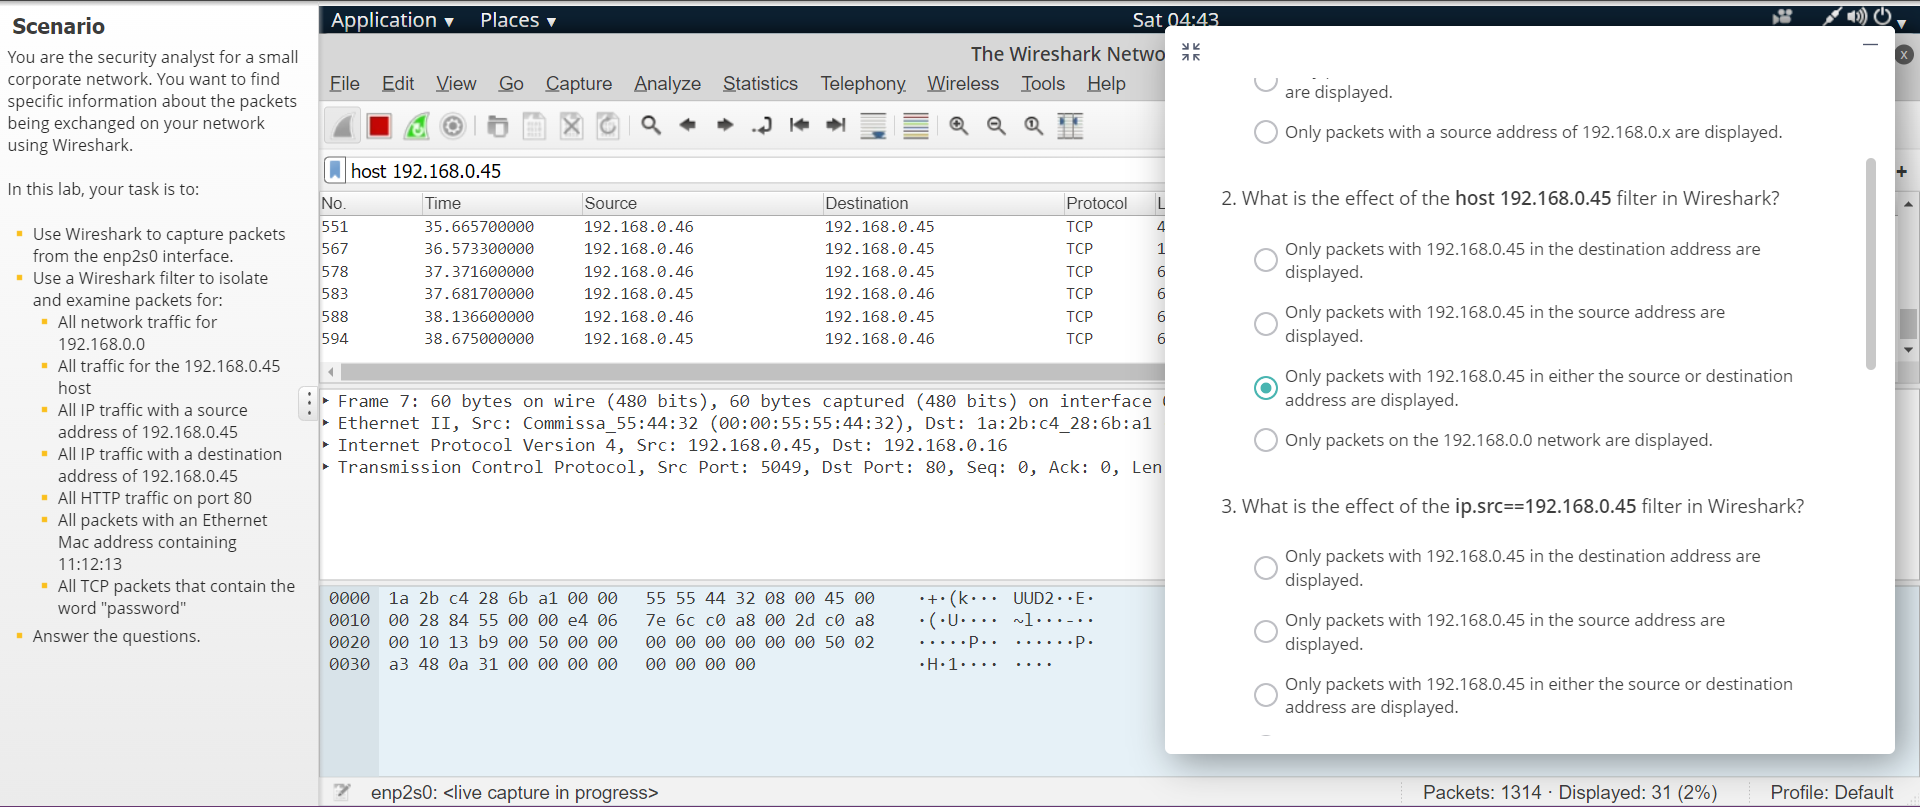 Scenario
You are the security analyst for a small
corporate network. You want to find
specific information about the packets
being exchanged on your network
using Wireshark.
In this lab, your task is to:
Use Wireshark to capture packets
from the enp2s0 interface.
Use a Wireshark filter to isolate
and examine packets for:
All network traffic for
192.168.0.0
All traffic for the 192.168.0.45
host
All IP traffic with a source
address of 192.168.0.45
All IP traffic with a destination
address of 192.168.0.45
All HTTP traffic on port 80
All packets with an Ethernet
Mac address containing
11:12:13
All TCP packets that contain the
word "password"
Answer the questions.
Application ▾ Places ▾ Sat 04:43
The Wireshark Netwo
File Edit View Go Capture Analyze Statistics Telephony Wireless Tools Help
host 192.168.0.45
No. Time Source Destination Protocol L
551 35.665700000 192.168.0.46 192.168.0.45 TCP 4
567 36.573300000 192.168.0.46 192.168.0.45 TCP 1
578 37.371600000 192.168.0.46 192.168.0.45 TCP 6
583 37.681700000 192.168.0.45 192.168.0.46 TCP 6
588 38.136600000 192.168.0.46 192.168.0.45 TCP 6
594 38.675000000 192.168.0.45 192.168.0.46 TCP 6
Frame 7: 60 bytes on wire (480 bits), 60 bytes captured (480 bits) on interface
Ethernet II, Src: Commissa_55:44:32 (00:00:55:55:44:32), Dst: 1a:2b:c4_28:6b:a1
Internet Protocol Version 4, Src: 192.168.0.45, Dst: 192.168.0.16
Transmission Control Protocol, Src Port: 5049, Dst Port: 80, Seq: 0, Ack: 0, Len
0000 1a 2b c4 28 6b a1 00 00 55 55 44 32 08 00 45 00 ·+·(k··· UUD2··E·
0010 00 28 84 55 00 00 e4 06 7e 6c c0 a8 00 2d c0 a8 ·(·U···· ~l···-··
0020 00 10 13 b9 00 50 00 00 00 00 00 00 00 00 50 02 ·····P·· ······P·
0030 a3 48 0a 31 00 00 00 00 00 00 00 00 ·H·1···· ····
enp2s0: <live capture in progress>
Packets: 1314 · Displayed: 31 (2%) Profile: Default
are displayed.
Only packets with a source address of 192.168.0.x are displayed.
2. What is the effect of the host 192.168.0.45 filter in Wireshark?
Only packets with 192.168.0.45 in the destination address are
displayed.
Only packets with 192.168.0.45 in the source address are
displayed.
Only packets with 192.168.0.45 in either the source or destination
address are displayed.
Only packets on the 192.168.0.0 network are displayed.
3. What is the effect of the ip.src==192.168.0.45 filter in Wireshark?
Only packets with 192.168.0.45 in the destination address are
displayed.
Only packets with 192.168.0.45 in the source address are
displayed.
Only packets with 192.168.0.45 in either the source or destination
address are displayed.